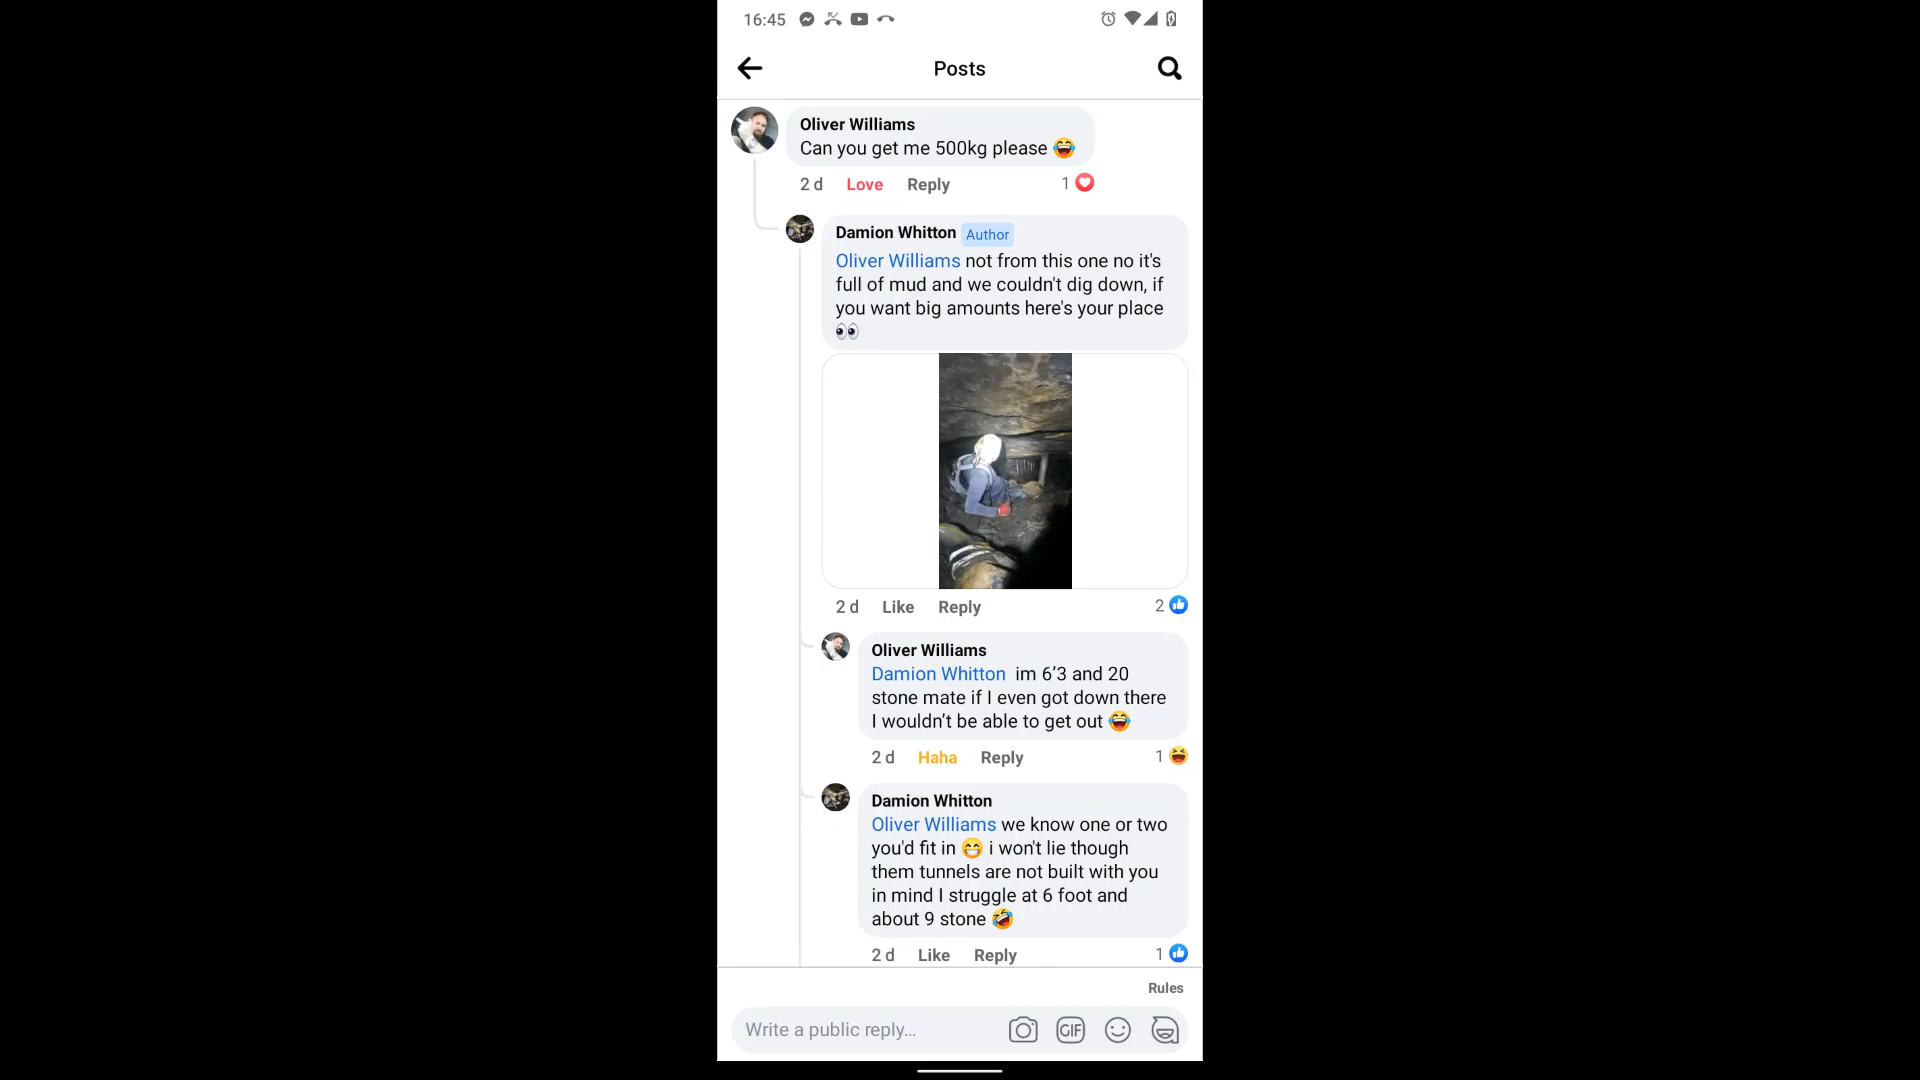 16:45
Posts
Oliver Williams
Can you get me 500kg please 😂
2 d Love Reply 1
Damion Whitton Author
Oliver Williams not from this one no it's
full of mud and we couldn't dig down, if
you want big amounts here's your place
👀
2 d Like Reply 2
Oliver Williams
Damion Whitton im 6’3 and 20
stone mate if I even got down there
I wouldn’t be able to get out 😂
2 d Haha Reply 1
Damion Whitton
Oliver Williams we know one or two
you'd fit in 😁 i won't lie though
them tunnels are not built with you
in mind I struggle at 6 foot and
about 9 stone 🤣
2 d Like Reply 1
Rules
Write a public reply...
GIF